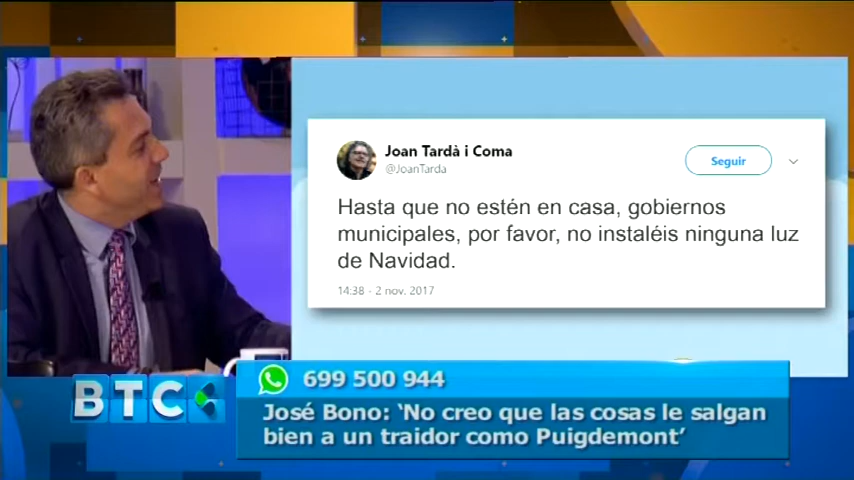 Joan Tardà i Coma
@JoanTarda
Seguir
Hasta que no estén en casa, gobiernos
municipales, por favor, no instaléis ninguna luz
de Navidad.
14:38 - 2 nov. 2017
BTC
699 500 944
José Bono: ‘No creo que las cosas le salgan
bien a un traidor como Puigdemont’